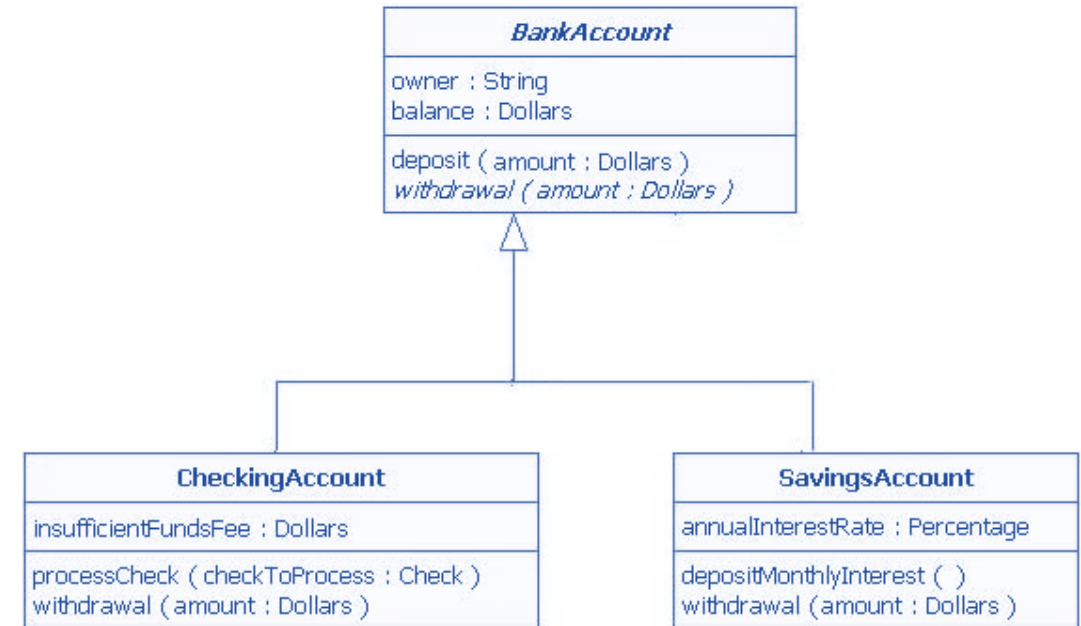 BankAccount
owner : String
balance : Dollars
deposit ( amount : Dollars )
withdrawal ( amount : Dollars )
CheckingAccount
insufficientFundsFee : Dollars
processCheck ( checkToProcess : Check )
withdrawal ( amount : Dollars )
SavingsAccount
annualInterestRate : Percentage
depositMonthlyInterest ( )
withdrawal ( amount : Dollars )